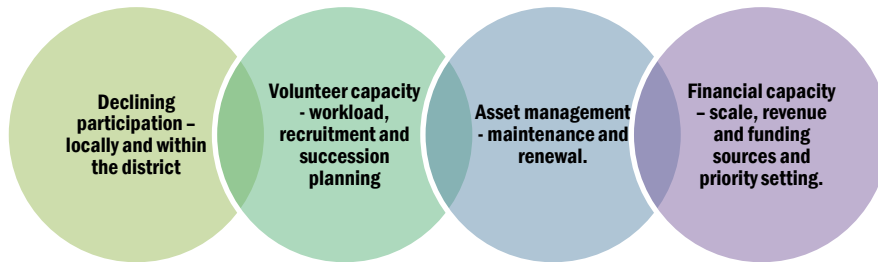 Declining
participation –
locally and within
the district
Volunteer capacity
- workload,
recruitment and
succession
planning
Asset management
- maintenance and
renewal.
Financial capacity
– scale, revenue
and funding
sources and
priority setting.